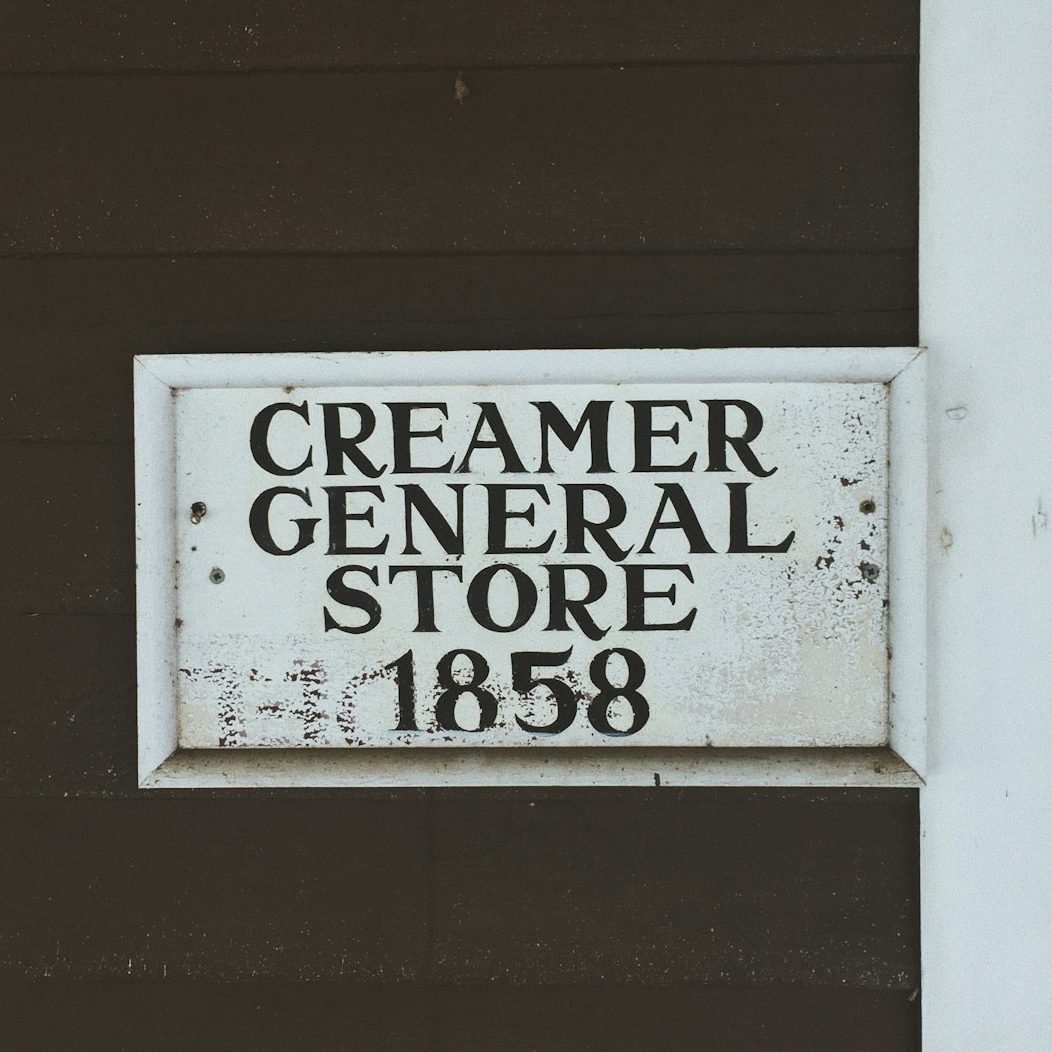 CREAMER
GENERAL
STORE
1858